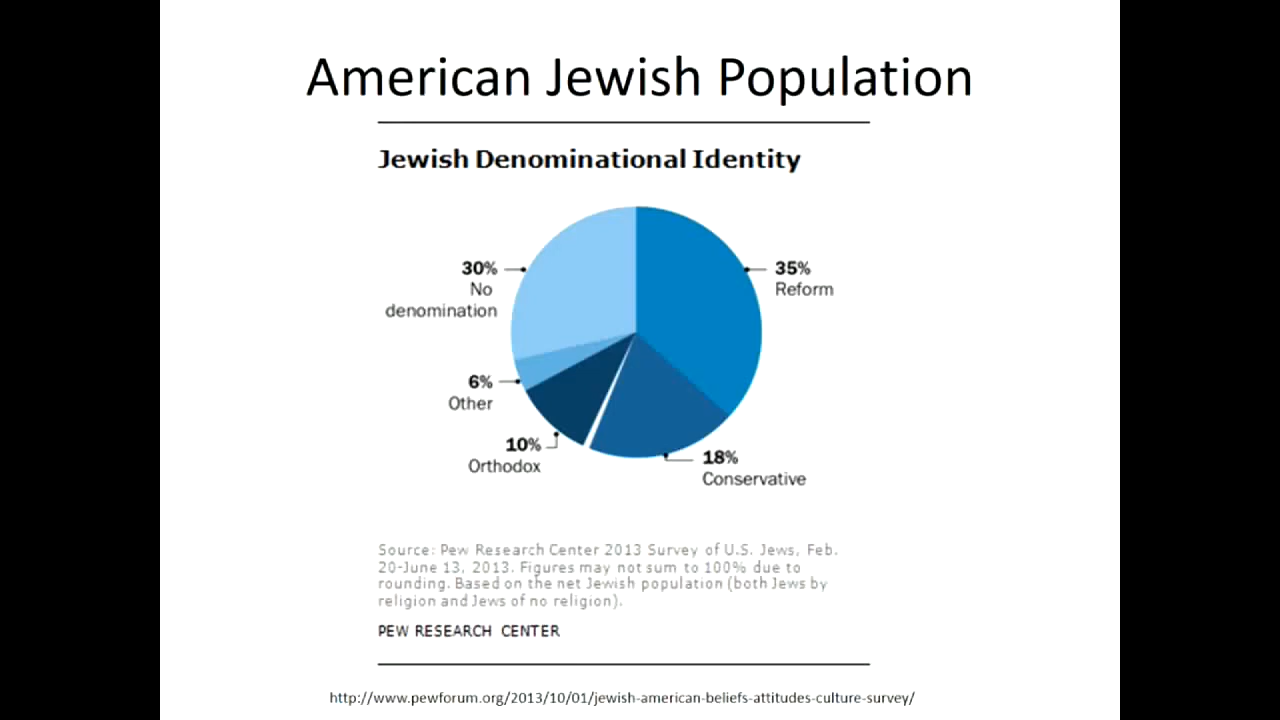 American Jewish Population
Jewish Denominational Identity
30%
No
denomination
35%
Reform
6%
Other
10%
Orthodox
18%
Conservative
Source: Pew Research Center 2013 Survey of U.S. Jews, Feb.
20-June 13, 2013. Figures may not sum to 100% due to
rounding. Based on the net Jewish population (both Jews by
religion and Jews of no religion).
PEW RESEARCH CENTER
http://www.pewforum.org/2013/10/01/jewish-american-beliefs-attitudes-culture-survey/